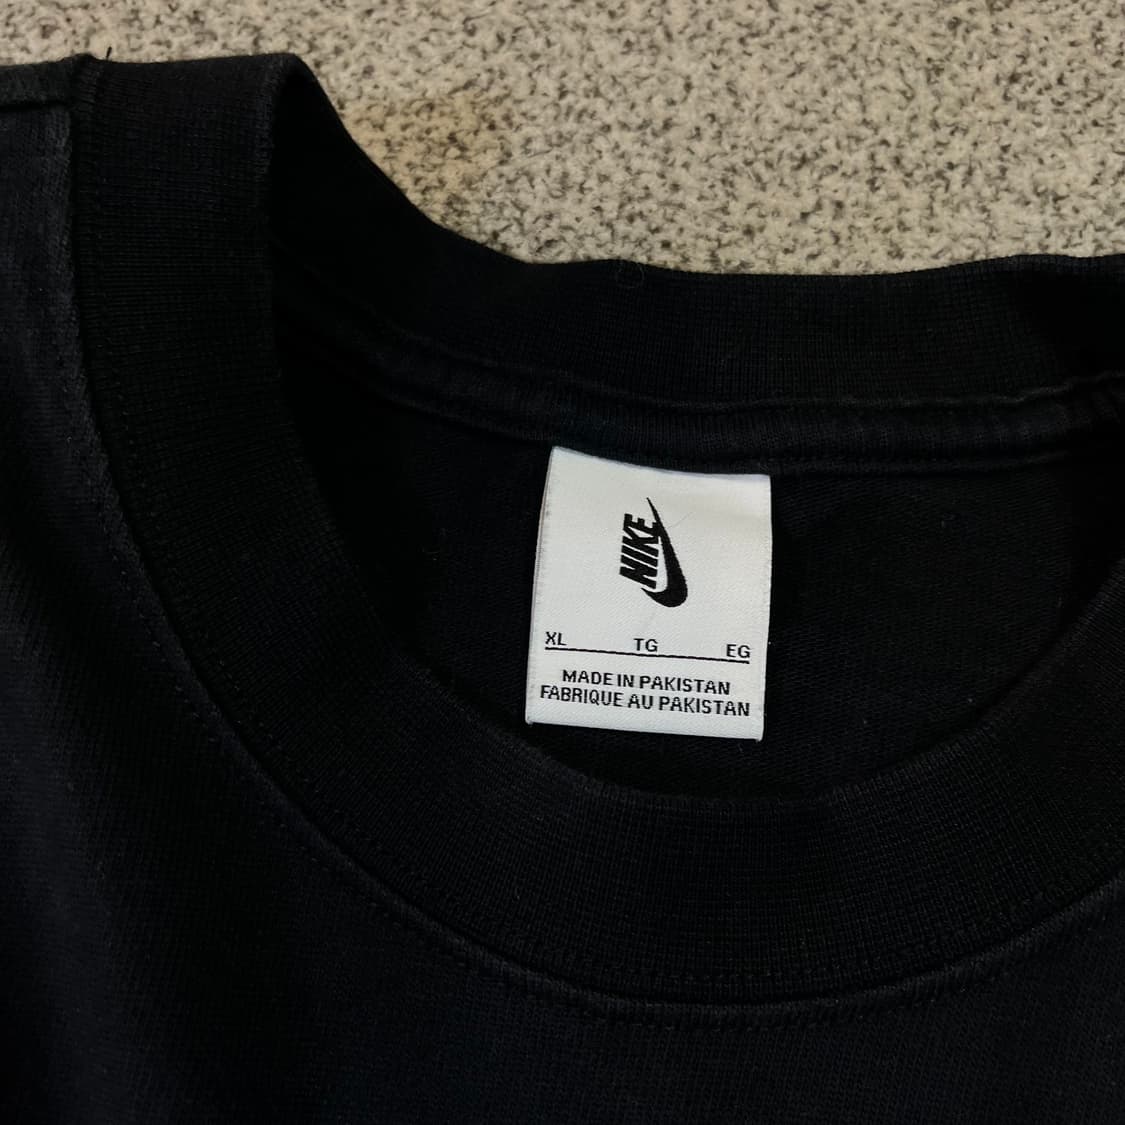 NIKE
XL TG EG
MADE IN PAKISTAN
FABRIQUE AU PAKISTAN